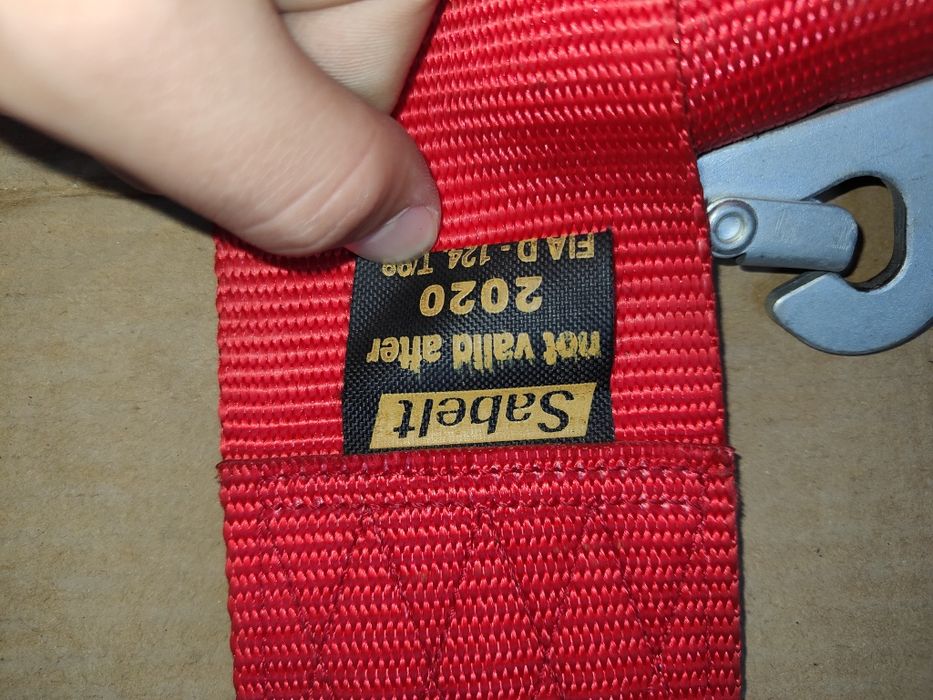 Sabelt
not valid after
2020
FIA D - 124. T/98